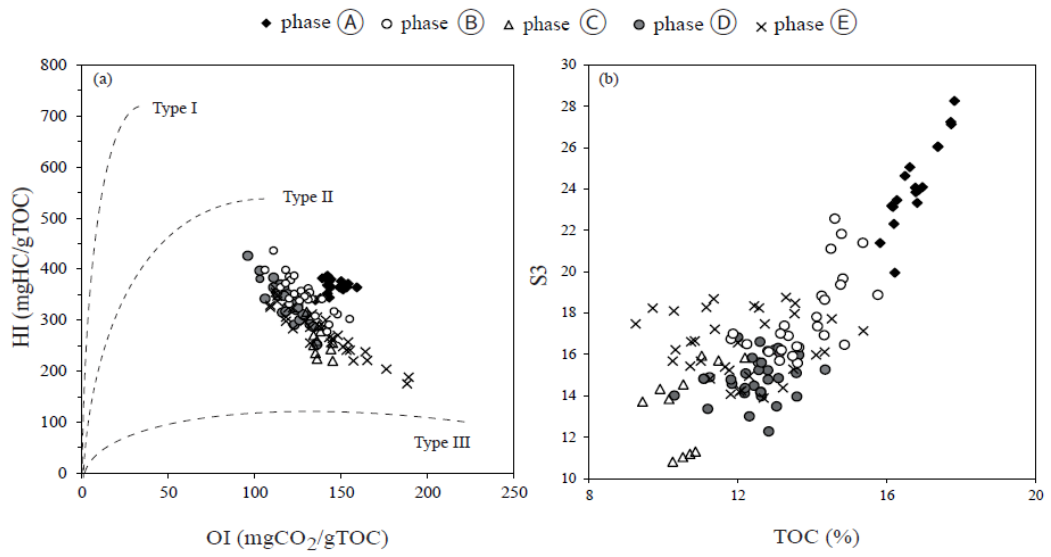 phase Ⓐ phase Ⓑ phase Ⓒ phase Ⓓ phase Ⓔ
(a)
800
700
600
500
400
300
200
100
0
HI (mgHC/gTOC)
Type I
Type II
Type III
0 50 100 150 200 250
OI (mgCO₂/gTOC)
(b)
30
28
26
24
22
20
18
16
14
12
10
S3
8 12 16 20
TOC (%)